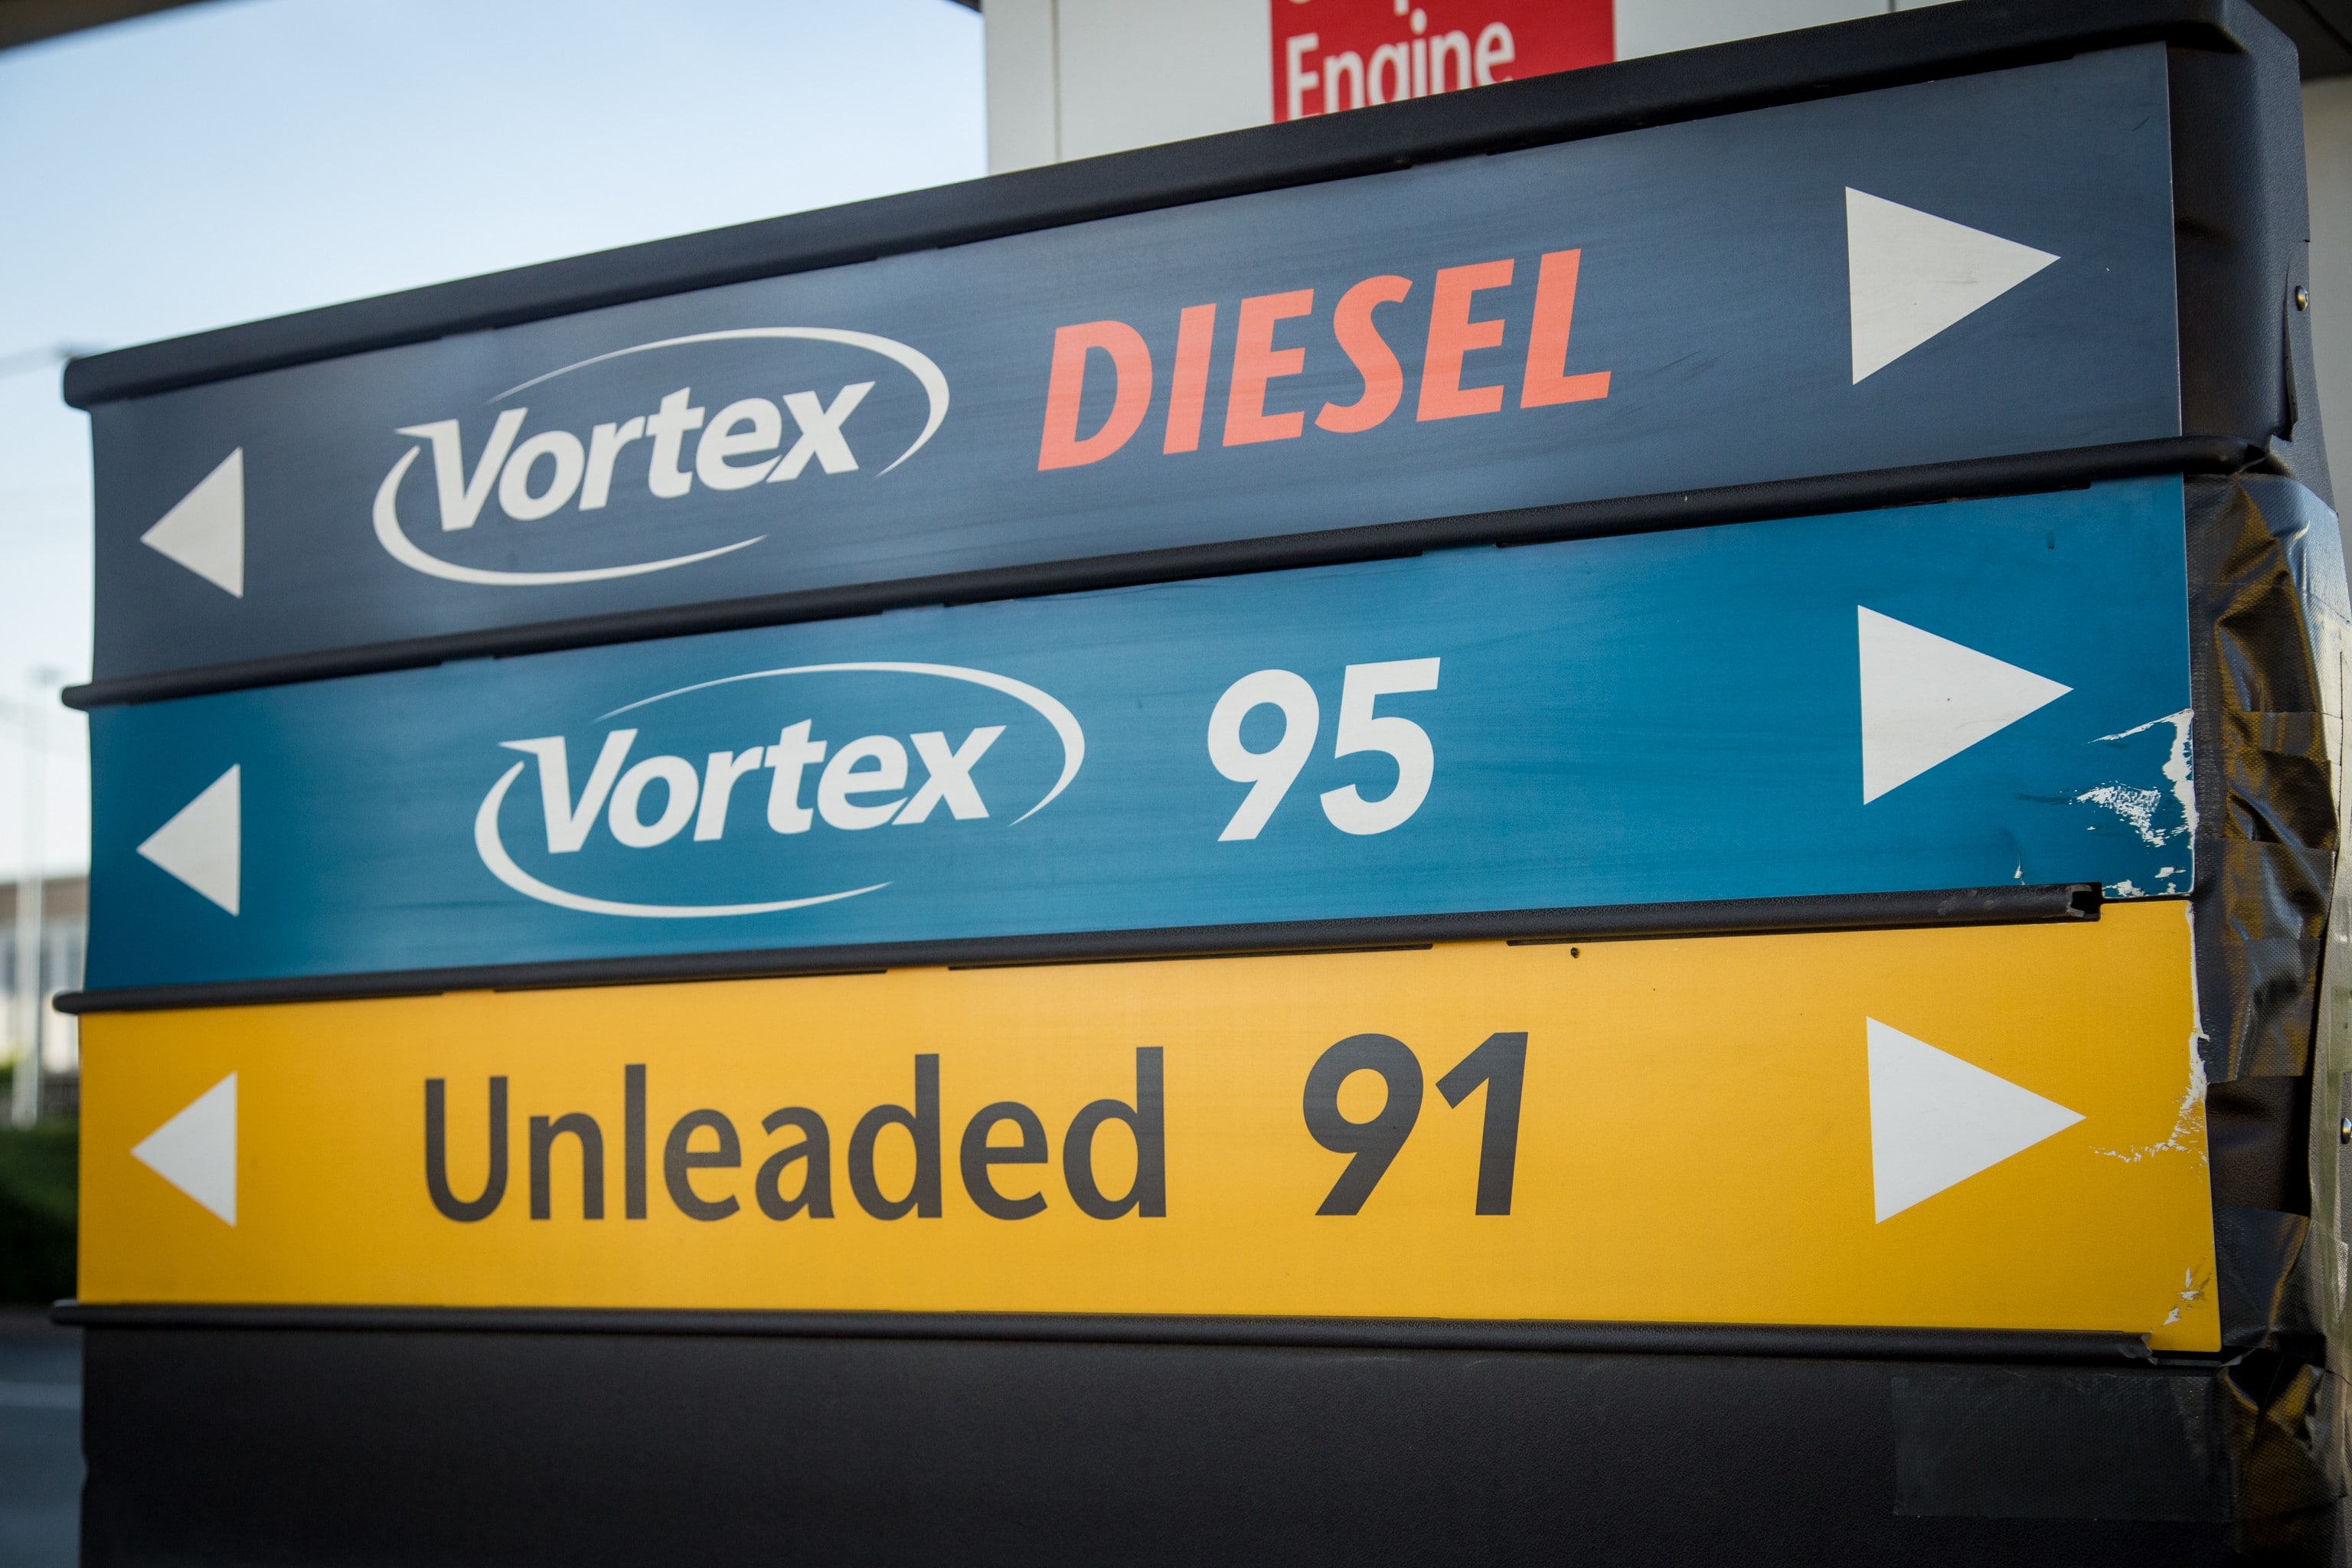 Engine
Vortex DIESEL
Vortex 95
Unleaded 91